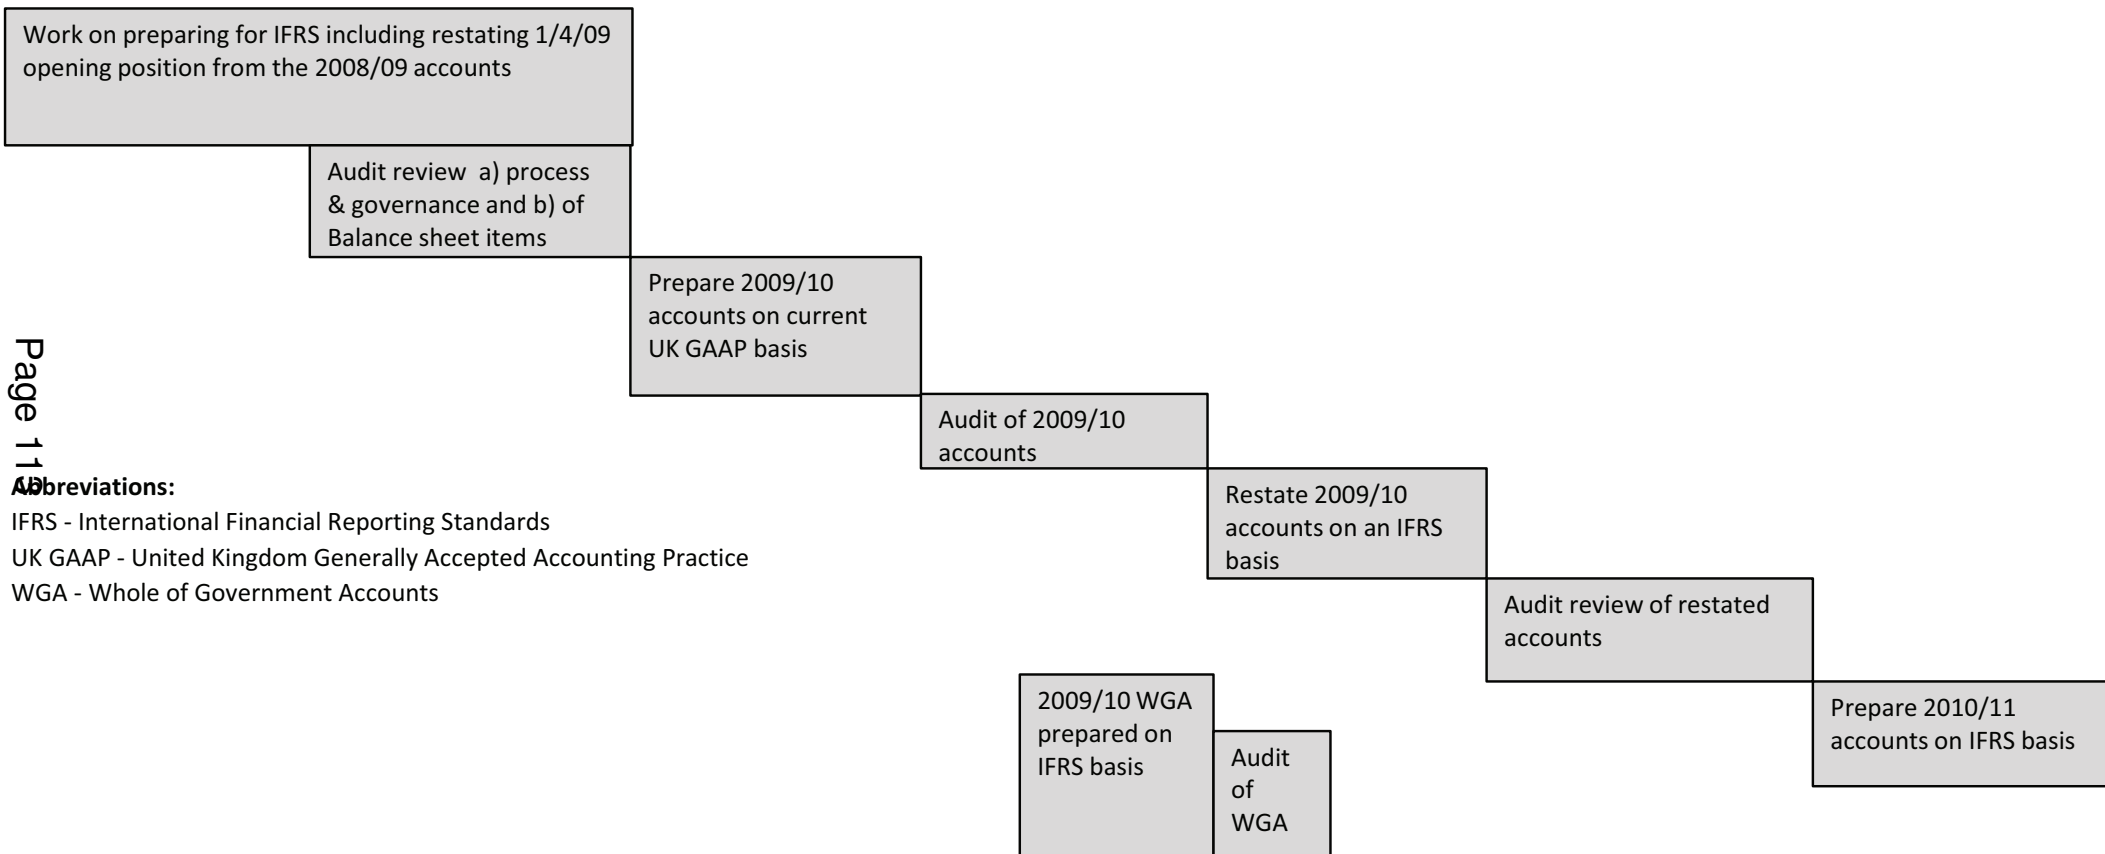 Work on preparing for IFRS including restating 1/4/09
opening position from the 2008/09 accounts
Audit review  a) process
& governance and b) of
Balance sheet items
Prepare 2009/10
accounts on current
UK GAAP basis
Audit of 2009/10
accounts
Restate 2009/10
accounts on an IFRS
basis
Audit review of restated
accounts
Prepare 2010/11
accounts on IFRS basis
2009/10 WGA
prepared on
IFRS basis
Audit
of
WGA
Page
Abbreviations:
IFRS - International Financial Reporting Standards
UK GAAP - United Kingdom Generally Accepted Accounting Practice
WGA - Whole of Government Accounts